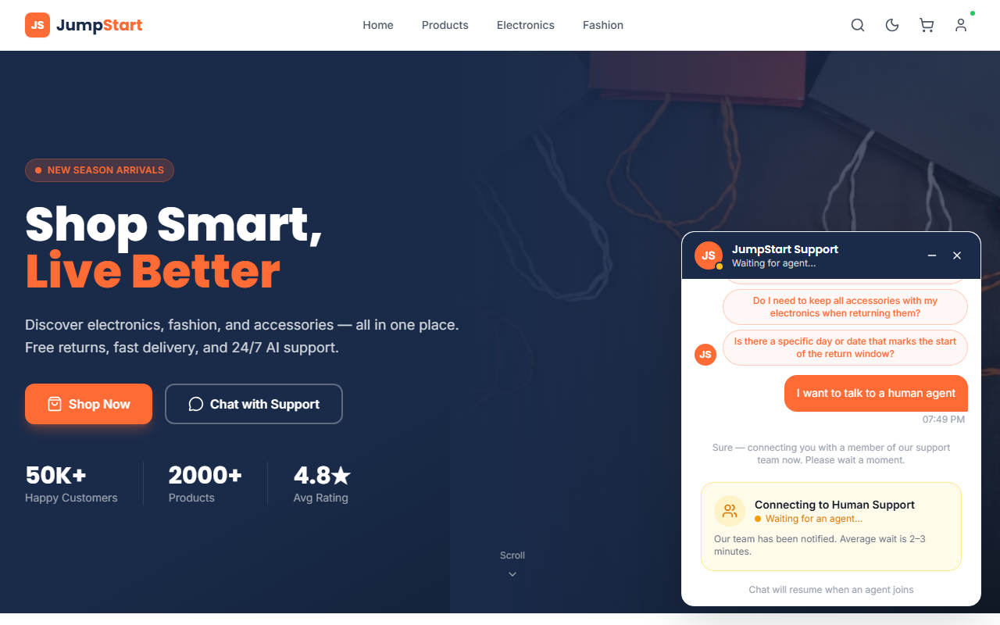 JS JumpStart
Home Products Electronics Fashion
NEW SEASON ARRIVALS
Shop Smart,
Live Better
Discover electronics, fashion, and accessories — all in one place.
Free returns, fast delivery, and 24/7 AI support.
Shop Now
Chat with Support
50K+
Happy Customers
2000+
Products
4.8★
Avg Rating
Scroll
JS
JumpStart Support
Waiting for agent...
Do I need to keep all accessories with my
electronics when returning them?
Is there a specific day or date that marks the start
of the return window?
JS
I want to talk to a human agent
07:49 PM
Sure — connecting you with a member of our support
team now. Please wait a moment.
Connecting to Human Support
Waiting for an agent...
Our team has been notified. Average wait is 2–3
minutes.
Chat will resume when an agent joins